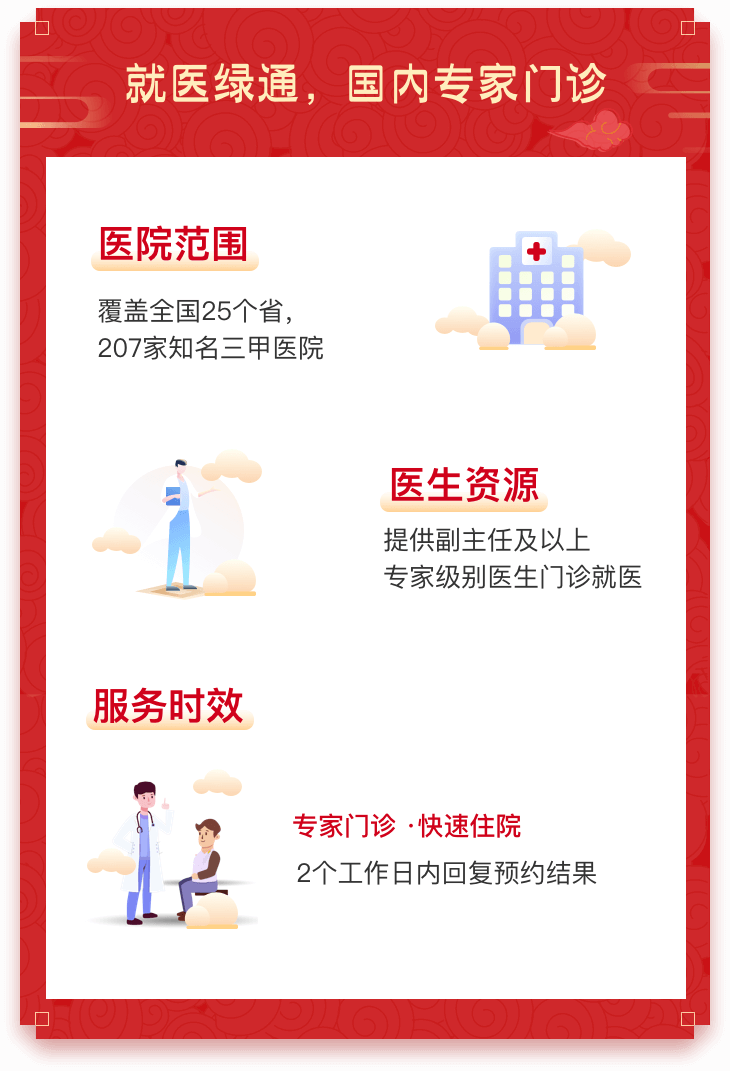 就医绿通，国内专家门诊
医院范围
覆盖全国25个省，
207家知名三甲医院
医生资源
提供副主任及以上
专家级别医生门诊就医
服务时效
专家门诊·快速住院
2个工作日内回复预约结果